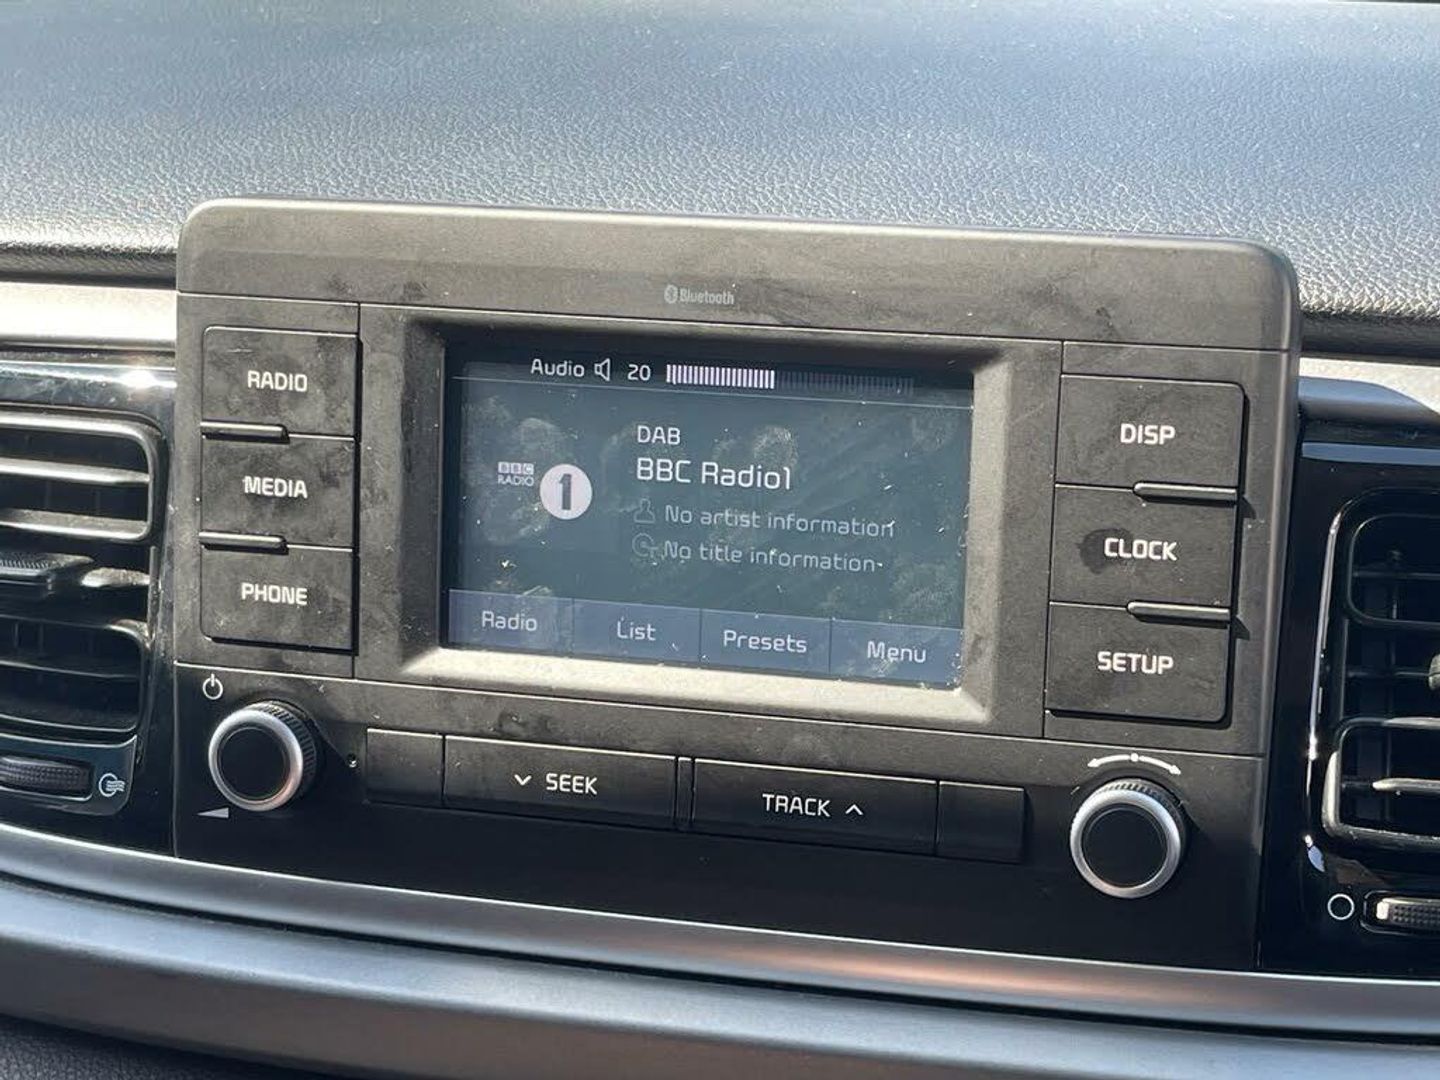 Bluetooth
RADIO
MEDIA
PHONE
Audio 20
DAB
BBC Radio1
BBC
RADIO
1
No artist information
No title information
Radio
List
Presets
Menu
DISP
CLOCK
SETUP
SEEK
TRACK